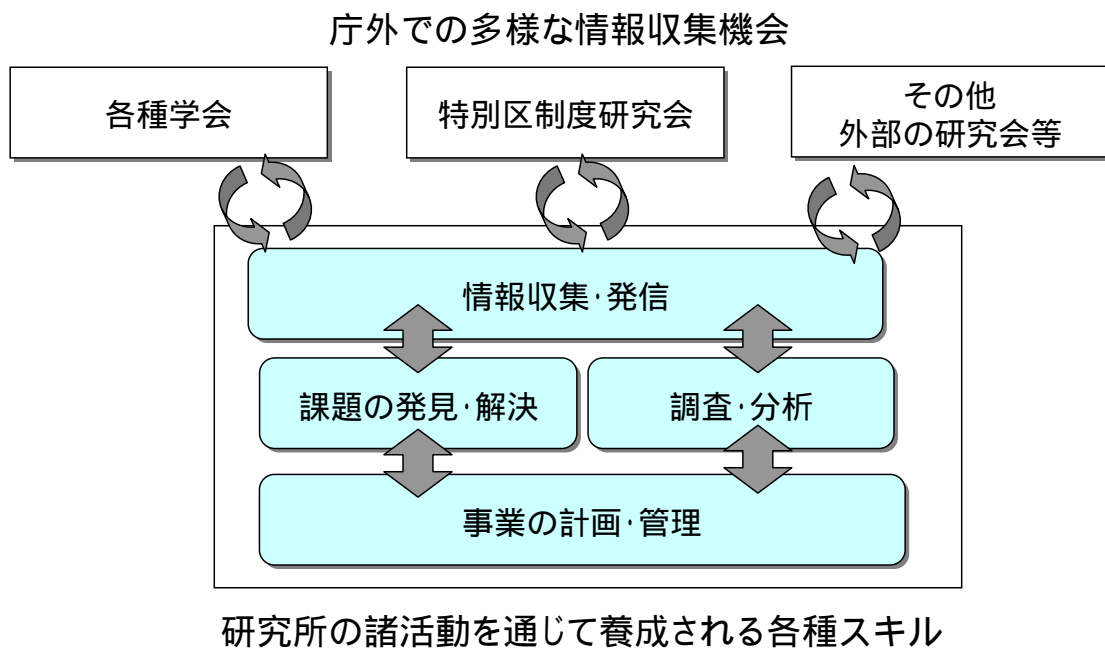 庁外での多様な情報収集機会
各種学会
特別区制度研究会
その他
外部の研究会等
情報収集・発信
課題の発見・解決
調査・分析
事業の計画・管理
研究所の諸活動を通じて養成される各種スキル